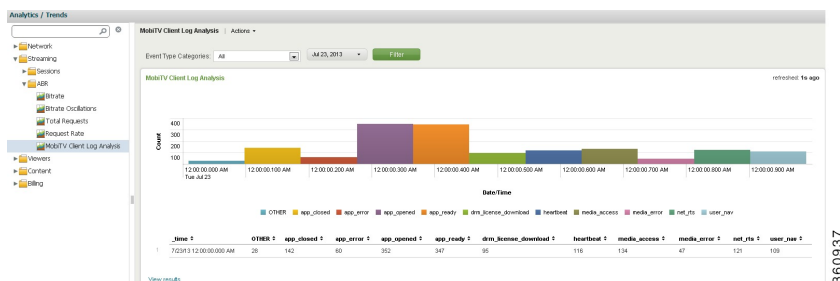 Analytics / Trends
MobiTV Client Log Analysis | Actions
Network
Streaming
Sessions
ABR
Bitrate
Bitrate Oscillations
Total Requests
Request Rate
MobiTV Client Log Analysis
Viewers
Content
Billing
Event Type Categories: All Jul 23, 2013 Filter
MobiTV Client Log Analysis refreshed: 1s ago
Count
400
300
200
100
12:00:00.000 AM 12:00:00.100 AM 12:00:00.200 AM 12:00:00.300 AM 12:00:00.400 AM 12:00:00.500 AM 12:00:00.600 AM 12:00:00.700 AM 12:00:00.800 AM 12:00:00.900 AM
Tue Jul 23
Date/Time
OTHER app_closed app_error app_opened app_ready drm_license_download heartbeat media_access media_error net_rts user_nav
_time OTHER app_closed app_error app_opened app_ready drm_license_download heartbeat media_access media_error net_rts user_nav
1 7/23/13 12:00:00.000 AM 28 142 60 352 347 95 116 134 47 121 109
View results
360937